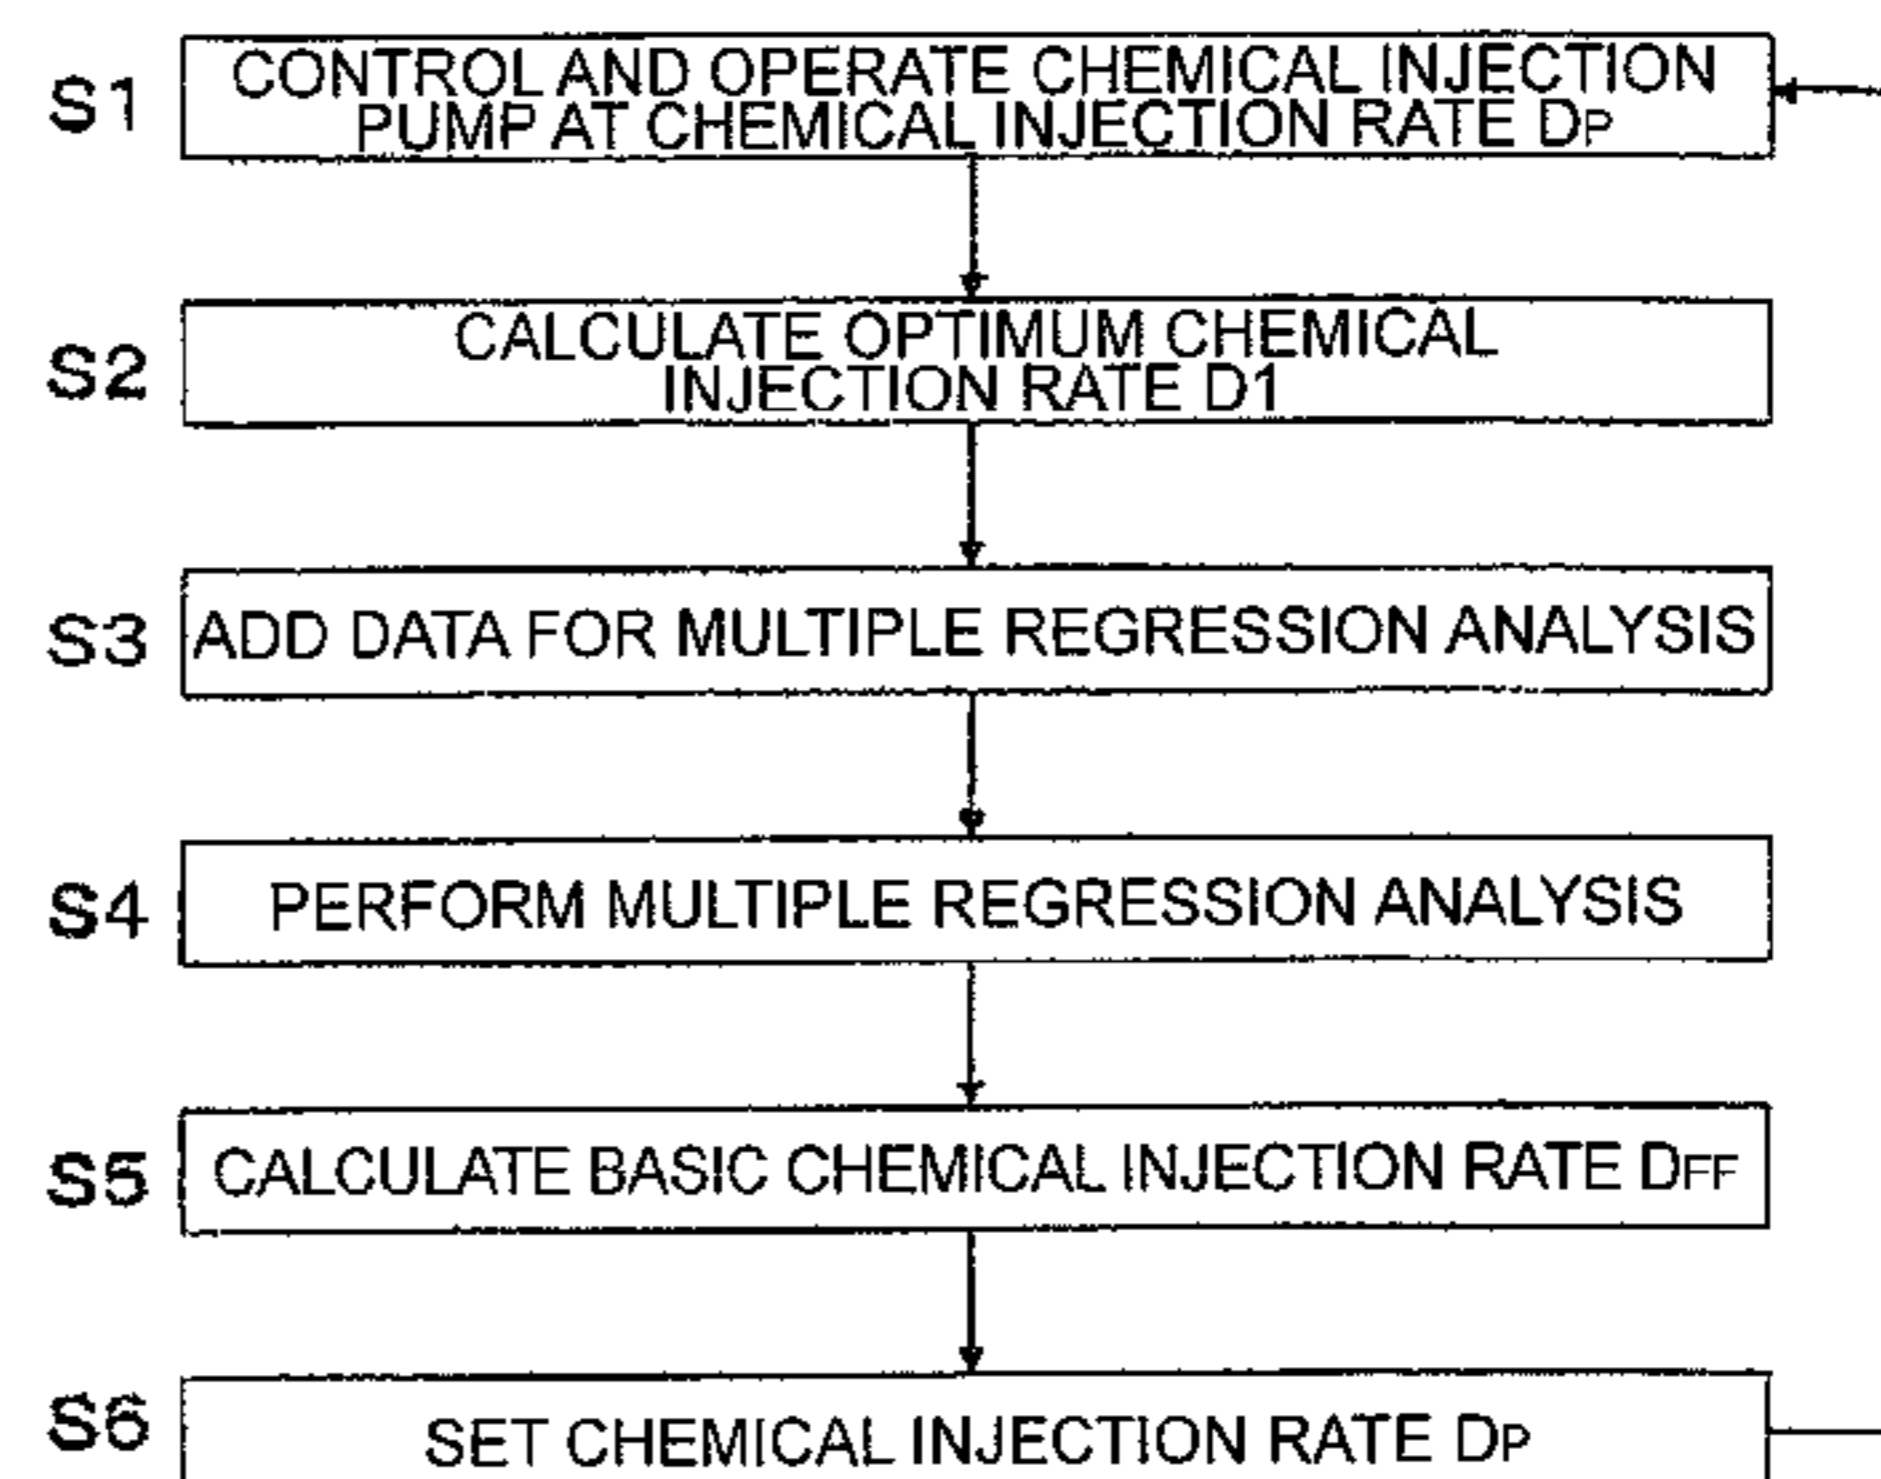 S1 CONTROL AND OPERATE CHEMICAL INJECTION
PUMP AT CHEMICAL INJECTION RATE DP
S2 CALCULATE OPTIMUM CHEMICAL
INJECTION RATE D1
S3 ADD DATA FOR MULTIPLE REGRESSION ANALYSIS
S4 PERFORM MULTIPLE REGRESSION ANALYSIS
S5 CALCULATE BASIC CHEMICAL INJECTION RATE DFF
S6 SET CHEMICAL INJECTION RATE DP